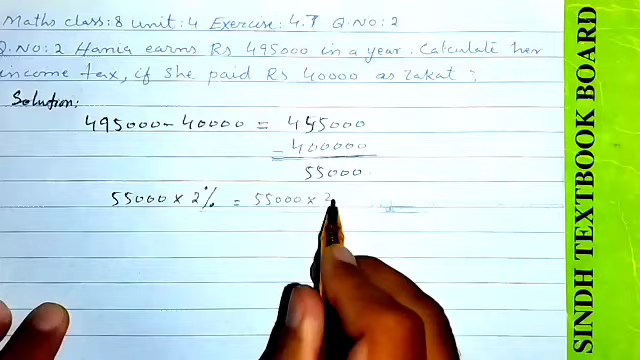 Maths class:8 unit:4 Exercise:4.7 Q.NO:2
Q.NO:2 Hania earns Rs 495000 in a year. Calculate her
income tax, if she paid Rs 40000 as zakat?
Solution:
495000-40000 = 455000
- 400000
55000
55000 x 2% = 55000 x 2
SINDH TEXTBOOK BOARD